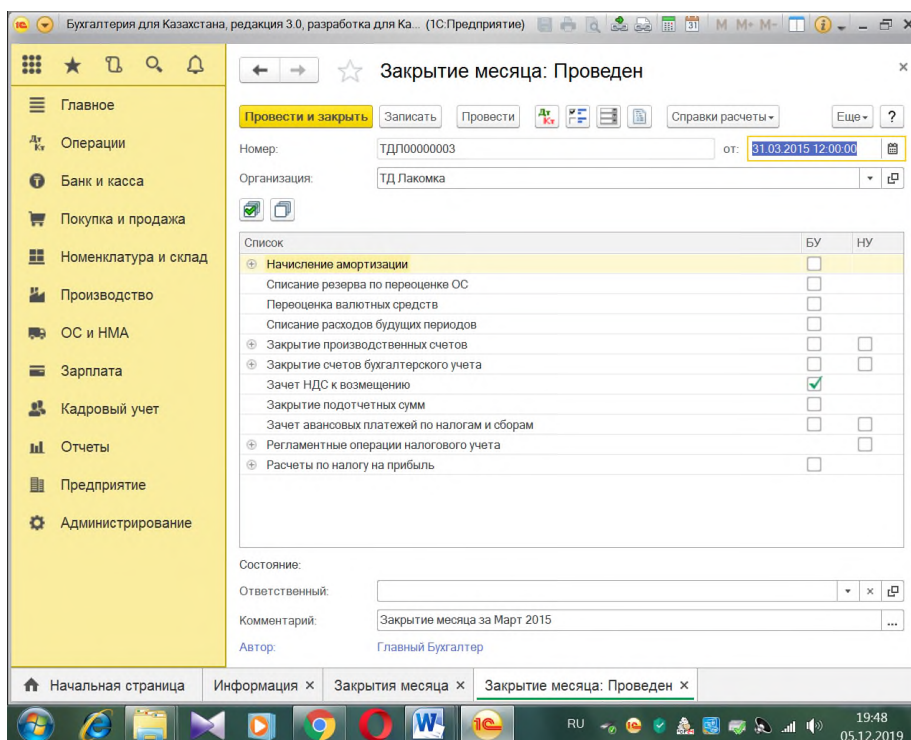 Бухгалтерия для Казахстана, редакция 3.0, разработка для Ка... (1С:Предприятие)
M M+ M-
Главное
Операции
Банк и касса
Покупка и продажа
Номенклатура и склад
Производство
ОС и НМА
Зарплата
Кадровый учет
Отчеты
Предприятие
Администрирование
Закрытие месяца: Проведен
Провести и закрыть Записать Провести Справки расчеты Еще ?
Номер: ТДЛ00000003 от: 31.03.2015 12:00:00
Организация: ТД Лакомка
Список БУ НУ
Начисление амортизации
Списание резерва по переоценке ОС
Переоценка валютных средств
Списание расходов будущих периодов
Закрытие производственных счетов
Закрытие счетов бухгалтерского учета
Зачет НДС к возмещению
Закрытие подотчетных сумм
Зачет авансовых платежей по налогам и сборам
Регламентные операции налогового учета
Расчеты по налогу на прибыль
Состояние:
Ответственный:
Комментарий: Закрытие месяца за Март 2015 ...
Автор: Главный Бухгалтер
Начальная страница Информация × Закрытия месяца × Закрытие месяца: Проведен ×
RU 19:48
05.12.2019